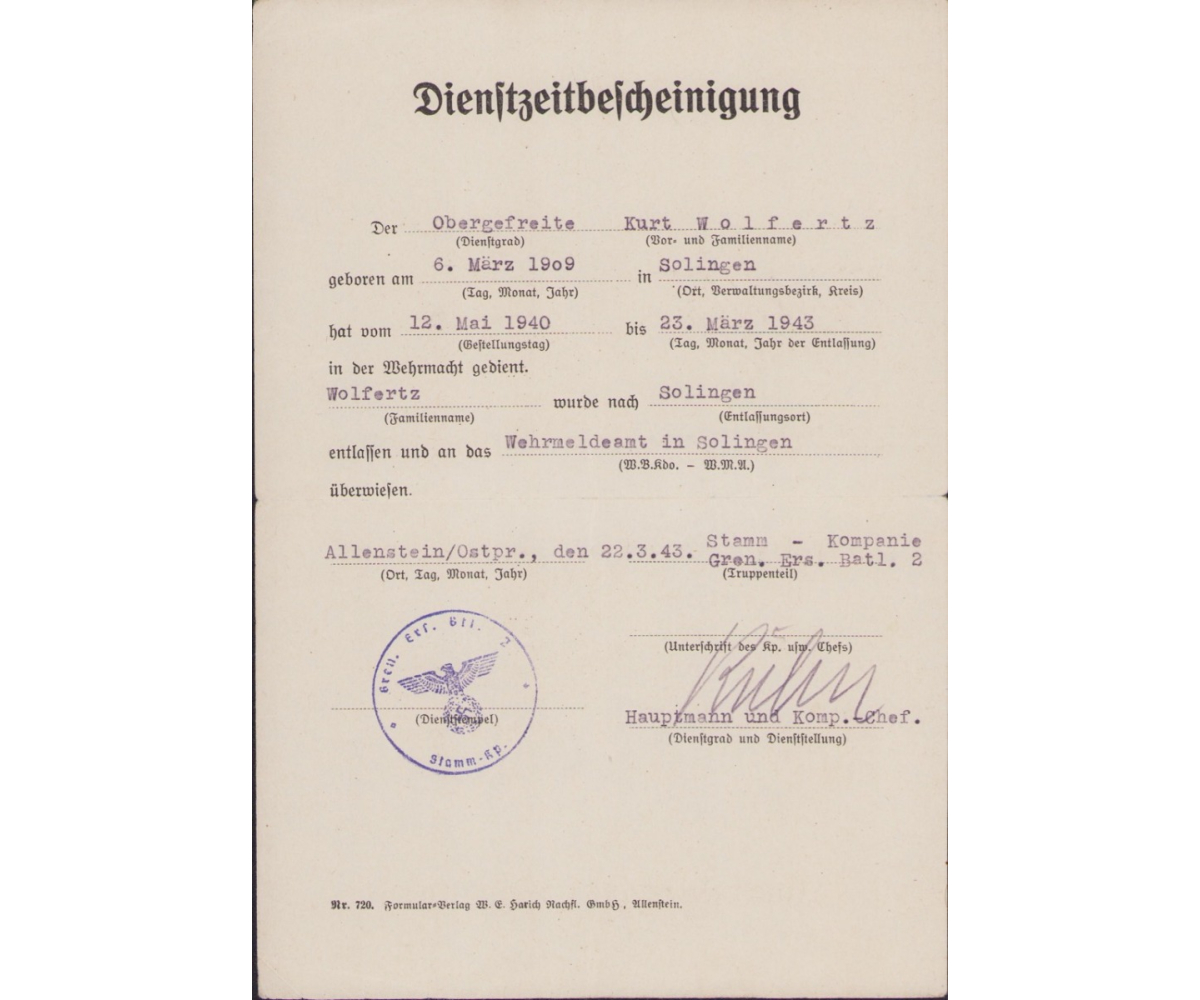 Dienstzeitbescheinigung
Der Obergefreite Kurt W o l f e r t z
(Dienstgrad) (Vor- und Familienname)
geboren am 6. März 19o9 in Solingen
(Tag, Monat, Jahr) (Ort, Verwaltungsbezirk, Kreis)
hat vom 12. Mai 1940 bis 23. März 1943
(Gestellungstag) (Tag, Monat, Jahr der Entlassung)
in der Wehrmacht gedient.
Wolfertz wurde nach Solingen
(Familienname) (Entlassungsort)
entlassen und an das Wehrmeldeamt in Solingen
(W.B.Kdo. – W.M.A.)
überwiesen.
Allenstein/Ostpr., den 22.3.43. Stamm - Kompanie
Gren. Ers. Batl. 2
(Ort, Tag, Monat, Jahr) (Truppenteil)
Gren. Ers. Btl. 2
Stamm-Kp.
(Dienststempel)
(Unterschrift des Kp. usw. Chefs)
Hauptmann und Komp.-Chef.
(Dienstgrad und Dienststellung)
Nr. 720. Formular-Verlag W. E. Harich Nachfl. GmbH, Allenstein.